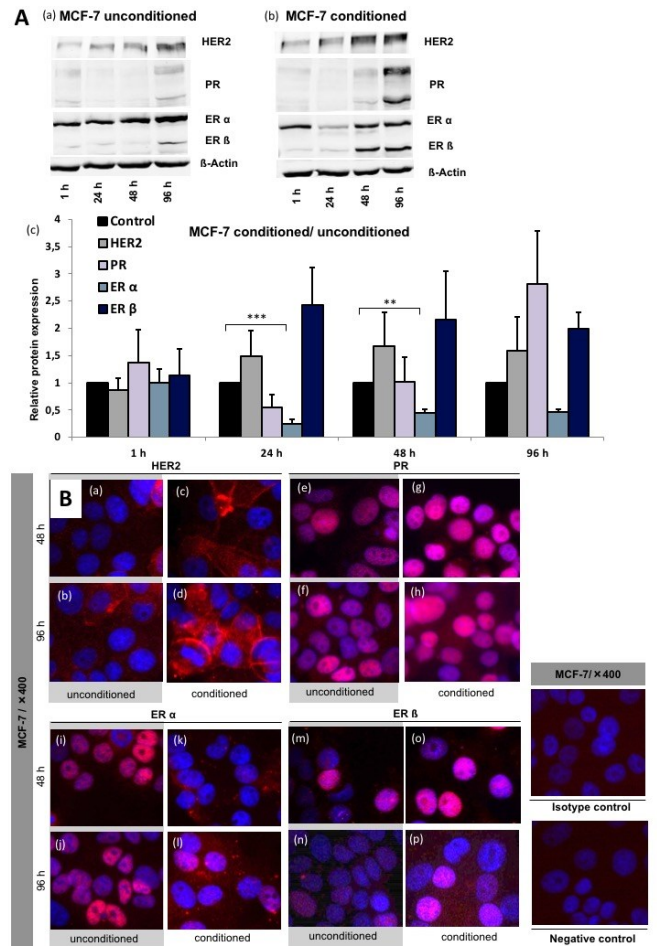 A
(a) MCF-7 unconditioned
(b) MCF-7 conditioned
HER2
PR
ER α
ER ß
ß-Actin
1 h
24 h
48 h
96 h
HER2
PR
ER α
ER ß
ß-Actin
1 h
24 h
48 h
96 h
(c)
MCF-7 conditioned/ unconditioned
Control
HER2
PR
ER α
ER β
Relative protein expression
4
3,5
3
2,5
2
1,5
1
0,5
0
***
**
1 h
24 h
48 h
96 h
HER2
PR
B
(a)
(c)
(e)
(g)
48 h
(b)
(d)
(f)
(h)
96 h
unconditioned
conditioned
unconditioned
conditioned
MCF-7 / ×400
ER α
ER ß
(i)
(k)
(m)
(o)
48 h
(j)
(l)
(n)
(p)
96 h
unconditioned
conditioned
unconditioned
conditioned
MCF-7/ ×400
Isotype control
Negative control